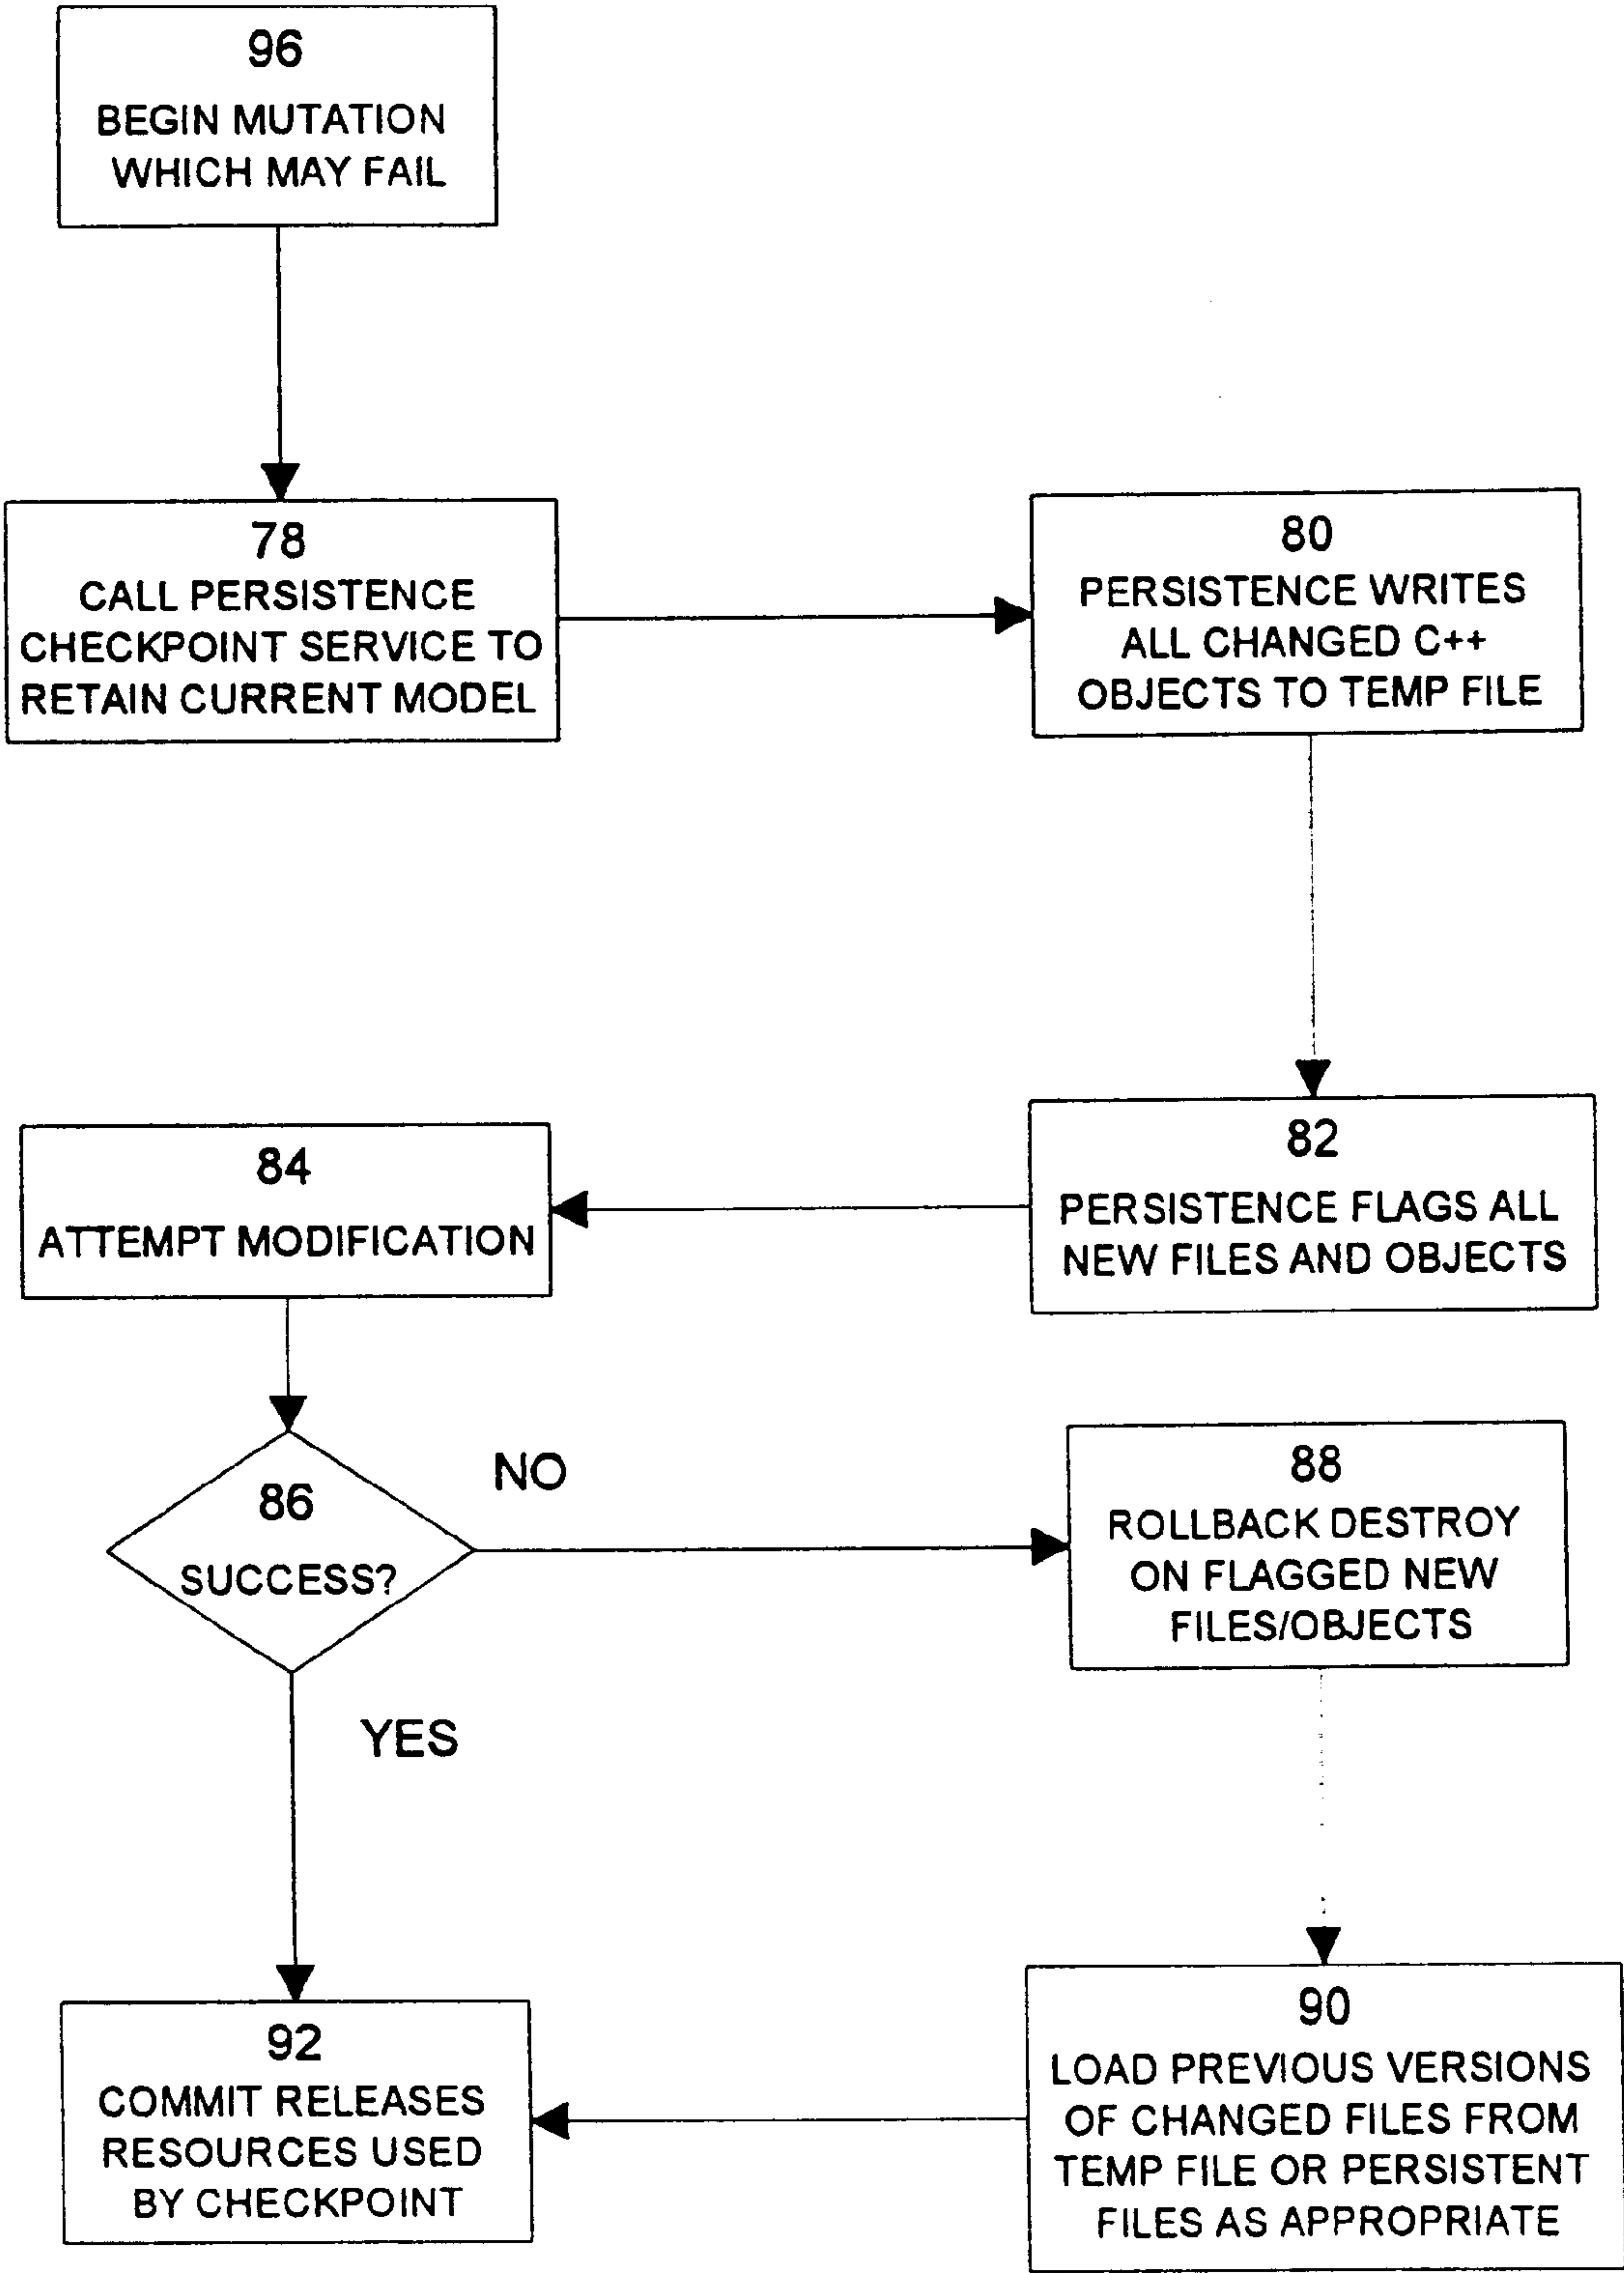 96
BEGIN MUTATION
WHICH MAY FAIL
78
CALL PERSISTENCE
CHECKPOINT SERVICE TO
RETAIN CURRENT MODEL
80
PERSISTENCE WRITES
ALL CHANGED C++
OBJECTS TO TEMP FILE
82
PERSISTENCE FLAGS ALL
NEW FILES AND OBJECTS
84
ATTEMPT MODIFICATION
86
SUCCESS?
NO
88
ROLLBACK DESTROY
ON FLAGGED NEW
FILES/OBJECTS
YES
90
LOAD PREVIOUS VERSIONS
OF CHANGED FILES FROM
TEMP FILE OR PERSISTENT
FILES AS APPROPRIATE
92
COMMIT RELEASES
RESOURCES USED
BY CHECKPOINT